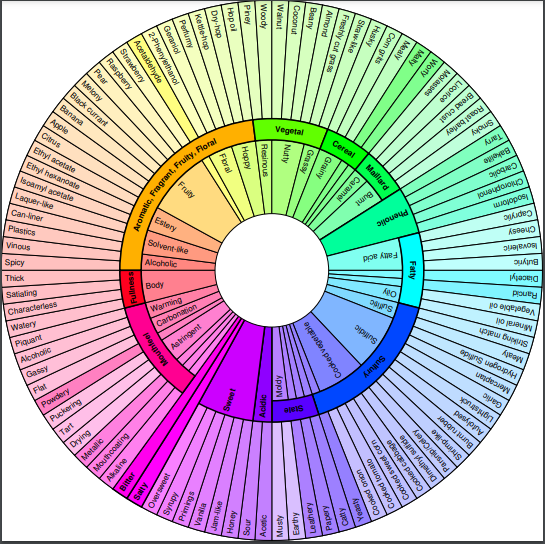 Woody
Walnut
Coconut
Beany
Almond
Freshly cut grass
Straw-like
Husky
Corn grits
Mealy
Malty
Worty
Molasses
Licorice
Bread crust
Roast barley
Smoky
Tarry
Bakelite
Carbolic
Chlorophenol
Isodoform
Caprylic
Cheesy
Isovaleric
Butyric
Diacetyl
Rancid
Vegetable oil
Mineral oil
Striking match
Meaty
Hydrogen Sulfide
Mercaptan
Garlic
Lightstruck
Autolysed
Burnt rubber
Shrimp-like
Parsnip/Celery
Dimethyl sulfide
Cooked cabbage
Cooked sweet corn
Cooked tomato
Cooked onion
Yeasty
Catty
Papery
Leathery
Earthy
Musty
Acetic
Sour
Honey
Jam-like
Vanilla
Primings
Syrupy
Oversweet
Salty
Bitter
Alkaline
Mouthcoating
Metallic
Drying
Tart
Puckering
Powdery
Flat
Gassy
Alcoholic
Piquant
Watery
Characterless
Satiating
Thick
Spicy
Vinous
Plastics
Can-liner
Laquer-like
Isoamyl acetate
Ethyl hexanoate
Ethyl acetate
Citrus
Apple
Banana
Black currant
Melony
Pear
Raspberry
Strawberry
Acetaldehyde
2-Phenylethanol
Geraniol
Perfumy
Kettle-hop
Dry-hop
Hop oil
Piney
Aromatic, Fragrant, Fruity, Floral
Vegetal
Cereal
Maillard
Phenolic
Fatty
Sulfury
Stale
Acidic
Sweet
Mouthfeel
Fullness
Resinous
Nutty
Grassy
Grainy
Caramel
Burnt
Fatty acid
Oily
Sulfitic
Sulfidic
Cooked vegetable
Moldy
Astringent
Carbonation
Warming
Body
Alcoholic
Solvent-like
Estery
Fruity
Floral
Hoppy